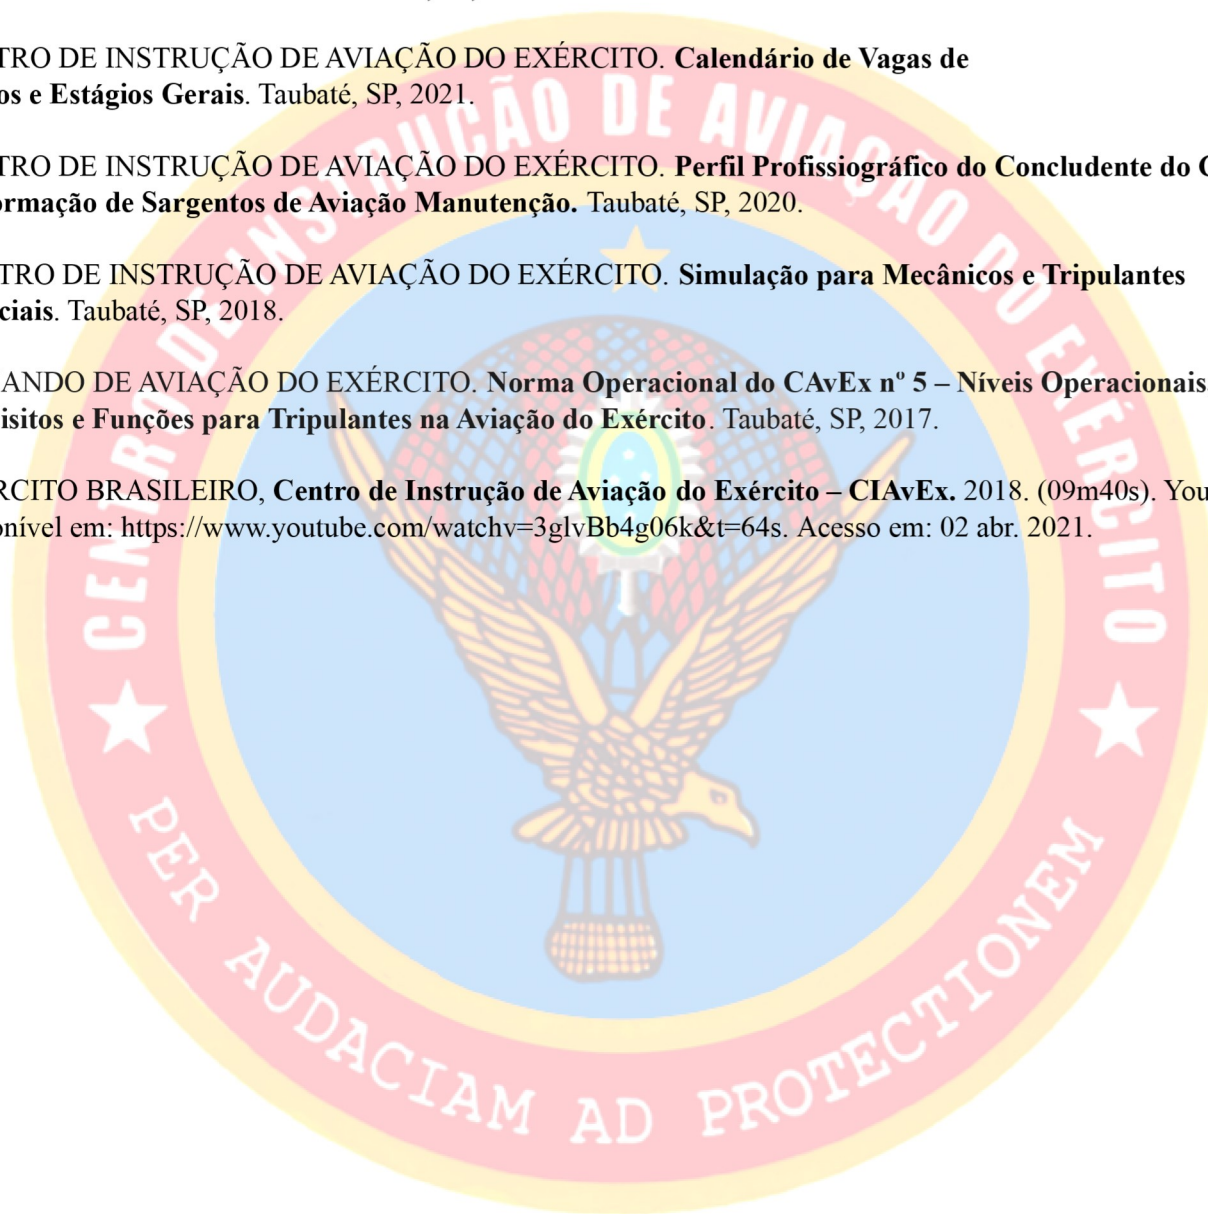 TRO DE INSTRUÇÃO DE AVIAÇÃO DO EXÉRCITO. Calendário de Vagas de
os e Estágios Gerais. Taubaté, SP, 2021.
TRO DE INSTRUÇÃO DE AVIAÇÃO DO EXÉRCITO. Perfil Profissiográfico do Concludente do C
ormação de Sargentos de Aviação Manutenção. Taubaté, SP, 2020.
TRO DE INSTRUÇÃO DE AVIAÇÃO DO EXÉRCITO. Simulação para Mecânicos e Tripulantes
ciais. Taubaté, SP, 2018.
ANDO DE AVIAÇÃO DO EXÉRCITO. Norma Operacional do CAvEx nº 5 – Níveis Operacionais
isitos e Funções para Tripulantes na Aviação do Exército. Taubaté, SP, 2017.
RCITO BRASILEIRO, Centro de Instrução de Aviação do Exército – CIAvEx. 2018. (09m40s). You
onível em: https://www.youtube.com/watchv=3glvBb4g06k&t=64s. Acesso em: 02 abr. 2021.
CENTRO DE INSTRUÇÃO DE AVIAÇÃO DO EXÉRCITO
PER AUDACIAM AD PROTECTIONEM